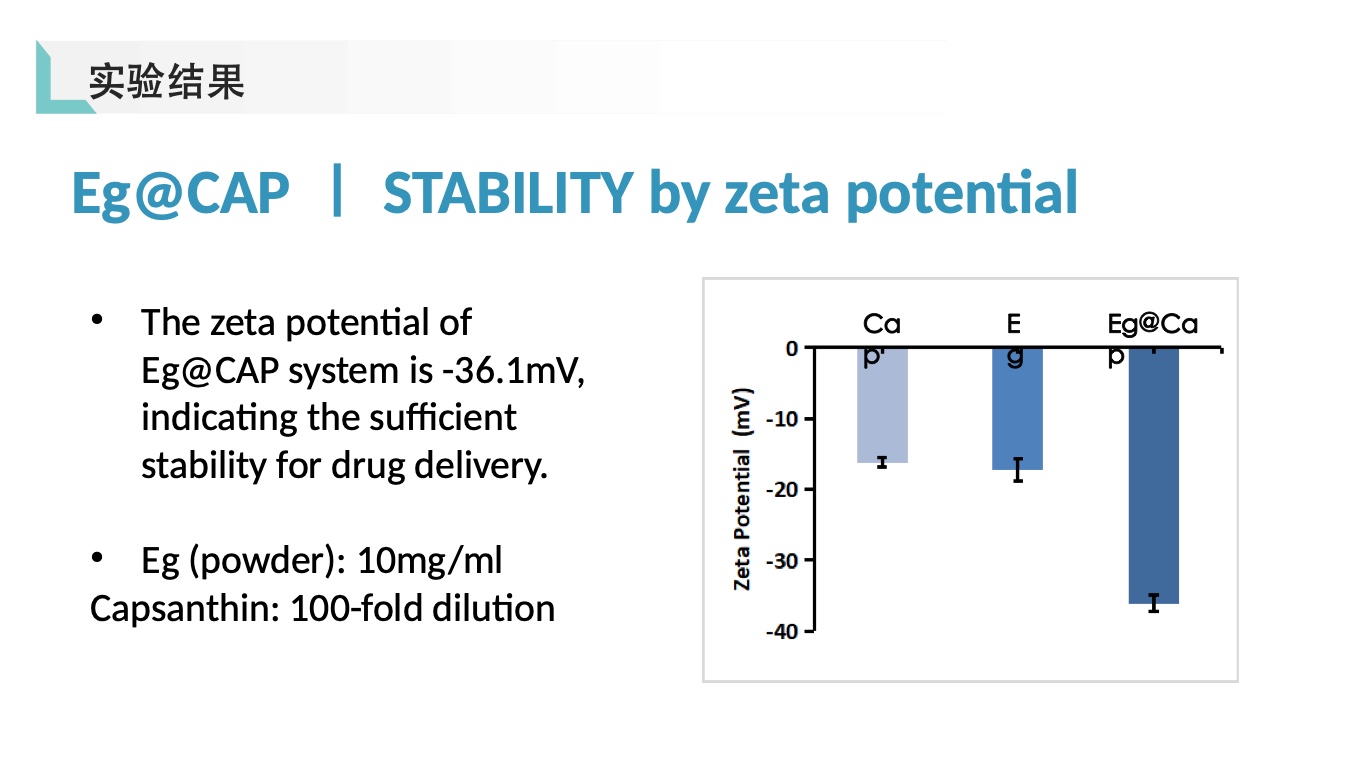 实验结果
Eg@CAP | STABILITY by zeta potential
• The zeta potential of
Eg@CAP system is -36.1mV,
indicating the sufficient
stability for drug delivery.
• Eg (powder): 10mg/ml
Capsanthin: 100-fold dilution
Ca
p
E
g
Eg@Ca
p
0
-10
-20
-30
-40
Zeta Potential (mV)